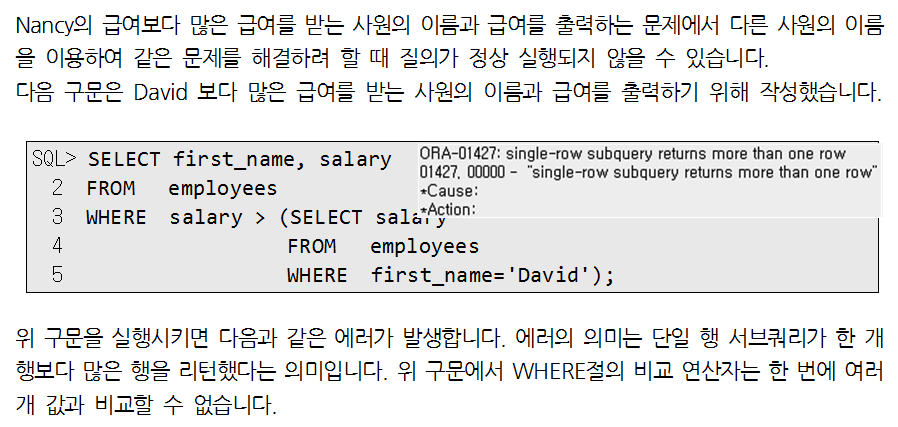 Nancy의 급여보다 많은 급여를 받는 사원의 이름과 급여를 출력하는 문제에서 다른 사원의 이름
을 이용하여 같은 문제를 해결하려 할 때 질의가 정상 실행되지 않을 수 있습니다.
다음 구문은 David 보다 많은 급여를 받는 사원의 이름과 급여를 출력하기 위해 작성했습니다.
SQL> SELECT first_name, salary
ORA-01427: single-row subquery returns more than one row
01427, 00000 - "single-row subquery returns more than one row"
*Cause:
*Action:
2 FROM employees
3 WHERE salary > (SELECT salary
4 FROM employees
5 WHERE first_name='David');
위 구문을 실행시키면 다음과 같은 에러가 발생합니다. 에러의 의미는 단일 행 서브쿼리가 한 개
행보다 많은 행을 리턴했다는 의미입니다. 위 구문에서 WHERE절의 비교 연산자는 한 번에 여러
개 값과 비교할 수 없습니다.